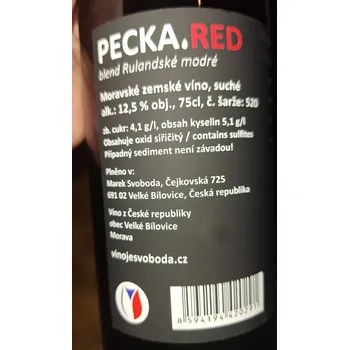 PECKA.RED
blend Rulandské modré
Moravské zemské víno, suché
alk.: 12,5 % obj., 75cl, č. šarže: 520
zb. cukr: 4,1 g/l, obsah kyselin 5,1 g/l
Obsahuje oxid siřičitý / contains sulfites
Případný sediment není závadou!
Plněno v:
Marek Svoboda, Čejkovská 725
691 02 Velké Bílovice, Česká republika
Víno z České republiky
obec Velké Bílovice
Morava
vinojesvoboda.cz